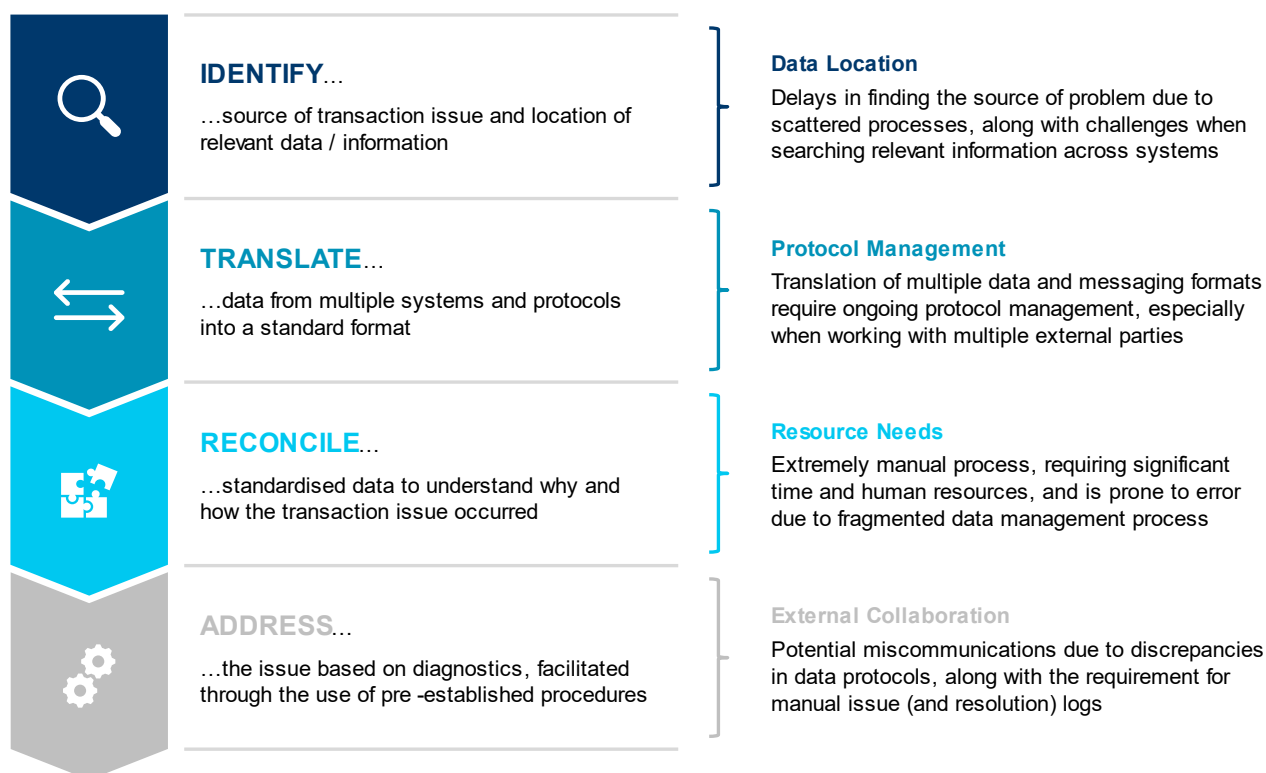 IDENTIFY…
…source of transaction issue and location of
relevant data / information
Data Location
Delays in finding the source of problem due to
scattered processes, along with challenges when
searching relevant information across systems
TRANSLATE…
…data from multiple systems and protocols
into a standard format
Protocol Management
Translation of multiple data and messaging formats
require ongoing protocol management, especially
when working with multiple external parties
RECONCILE…
…standardised data to understand why and
how the transaction issue occurred
Resource Needs
Extremely manual process, requiring significant
time and human resources, and is prone to error
due to fragmented data management process
ADDRESS…
…the issue based on diagnostics, facilitated
through the use of pre -established procedures
External Collaboration
Potential miscommunications due to discrepancies
in data protocols, along with the requirement for
manual issue (and resolution) logs